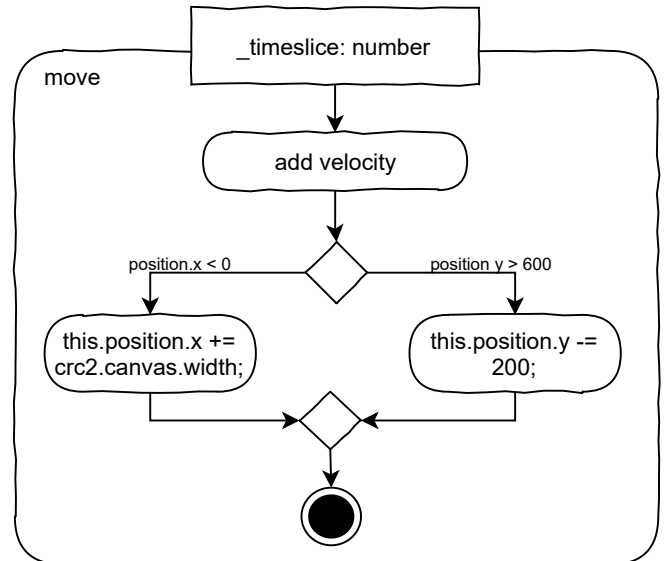 _timeslice: number
move
add velocity
position.x < 0
position y > 600
this.position.x +=
crc2.canvas.width;
this.position.y -=
200;